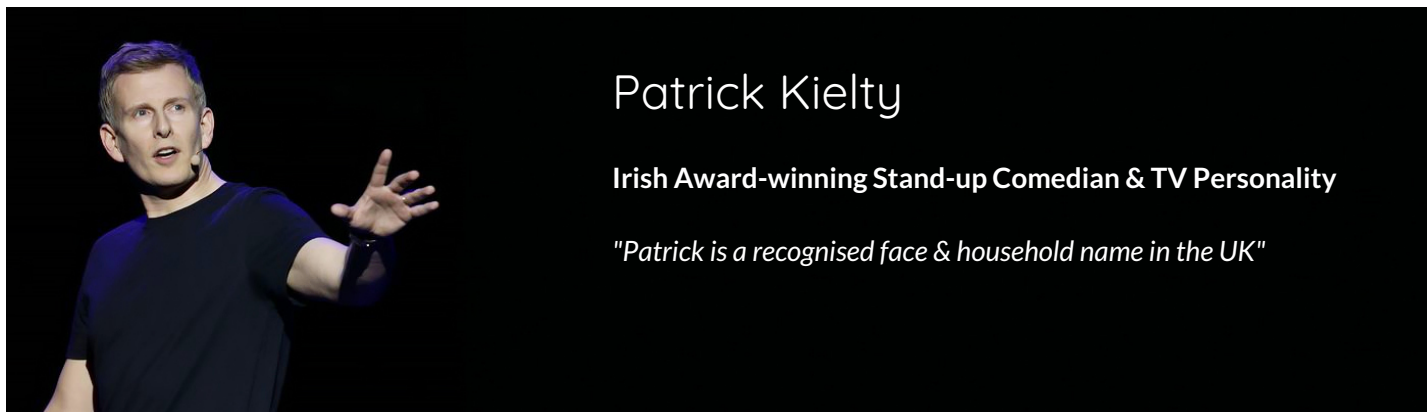 Patrick Kielty
Irish Award-winning Stand-up Comedian & TV Personality
"Patrick is a recognised face & household name in the UK"